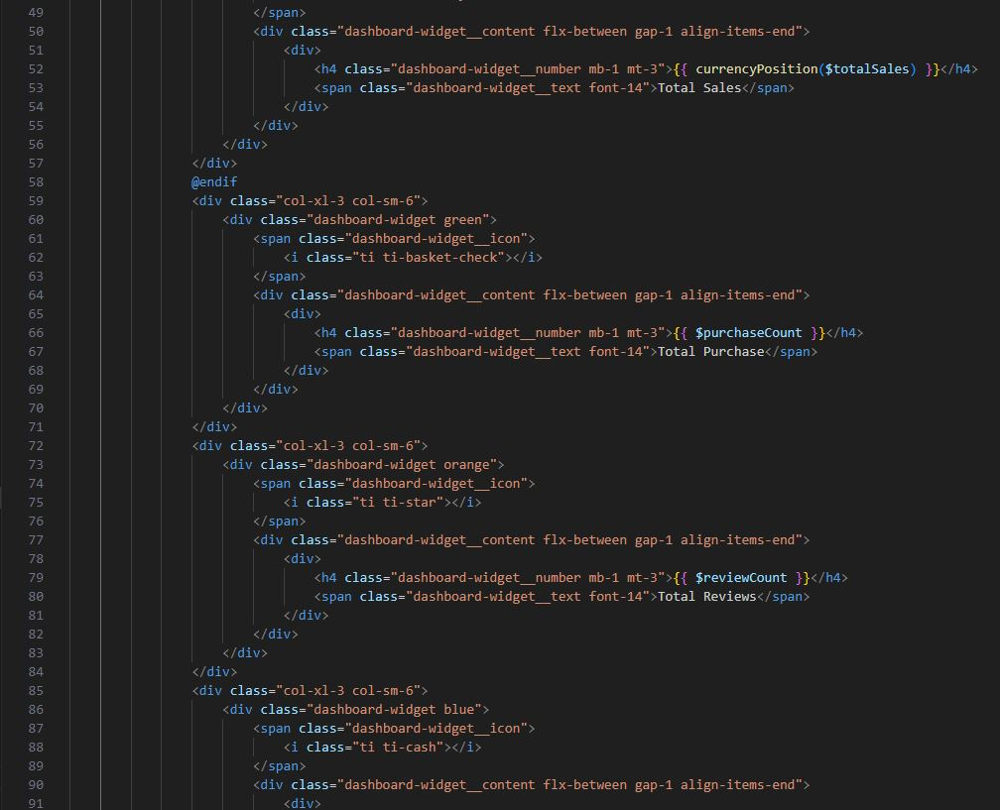 49 </span>
50 <div class="dashboard-widget__content flx-between gap-1 align-items-end">
51 <div>
52 <h4 class="dashboard-widget__number mb-1 mt-3">{{ currencyPosition($totalSales) }}</h4>
53 <span class="dashboard-widget__text font-14">Total Sales</span>
54 </div>
55 </div>
56 </div>
57 </div>
58 @endif
59 <div class="col-xl-3 col-sm-6">
60 <div class="dashboard-widget green">
61 <span class="dashboard-widget__icon">
62 <i class="ti ti-basket-check"></i>
63 </span>
64 <div class="dashboard-widget__content flx-between gap-1 align-items-end">
65 <div>
66 <h4 class="dashboard-widget__number mb-1 mt-3">{{ $purchaseCount }}</h4>
67 <span class="dashboard-widget__text font-14">Total Purchase</span>
68 </div>
69 </div>
70 </div>
71 </div>
72 <div class="col-xl-3 col-sm-6">
73 <div class="dashboard-widget orange">
74 <span class="dashboard-widget__icon">
75 <i class="ti ti-star"></i>
76 </span>
77 <div class="dashboard-widget__content flx-between gap-1 align-items-end">
78 <div>
79 <h4 class="dashboard-widget__number mb-1 mt-3">{{ $reviewCount }}</h4>
80 <span class="dashboard-widget__text font-14">Total Reviews</span>
81 </div>
82 </div>
83 </div>
84 </div>
85 <div class="col-xl-3 col-sm-6">
86 <div class="dashboard-widget blue">
87 <span class="dashboard-widget__icon">
88 <i class="ti ti-cash"></i>
89 </span>
90 <div class="dashboard-widget__content flx-between gap-1 align-items-end">
91 <div>